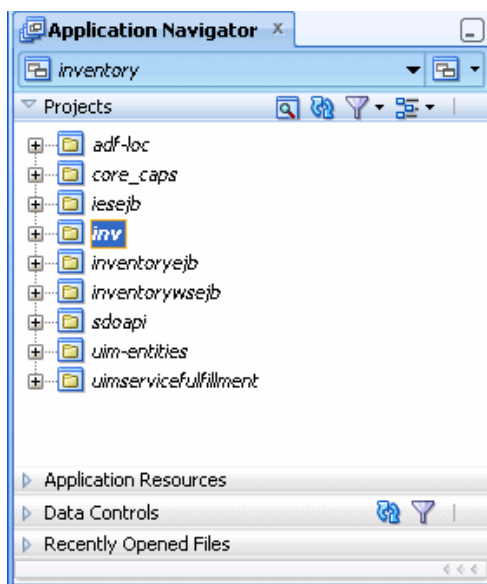 Application Navigator
inventory
Projects
adf-loc
core_caps
iesejb
inv
inventoryejb
inventorywsejb
sdoapi
uim-entities
uimservicefulfillment
Application Resources
Data Controls
Recently Opened Files